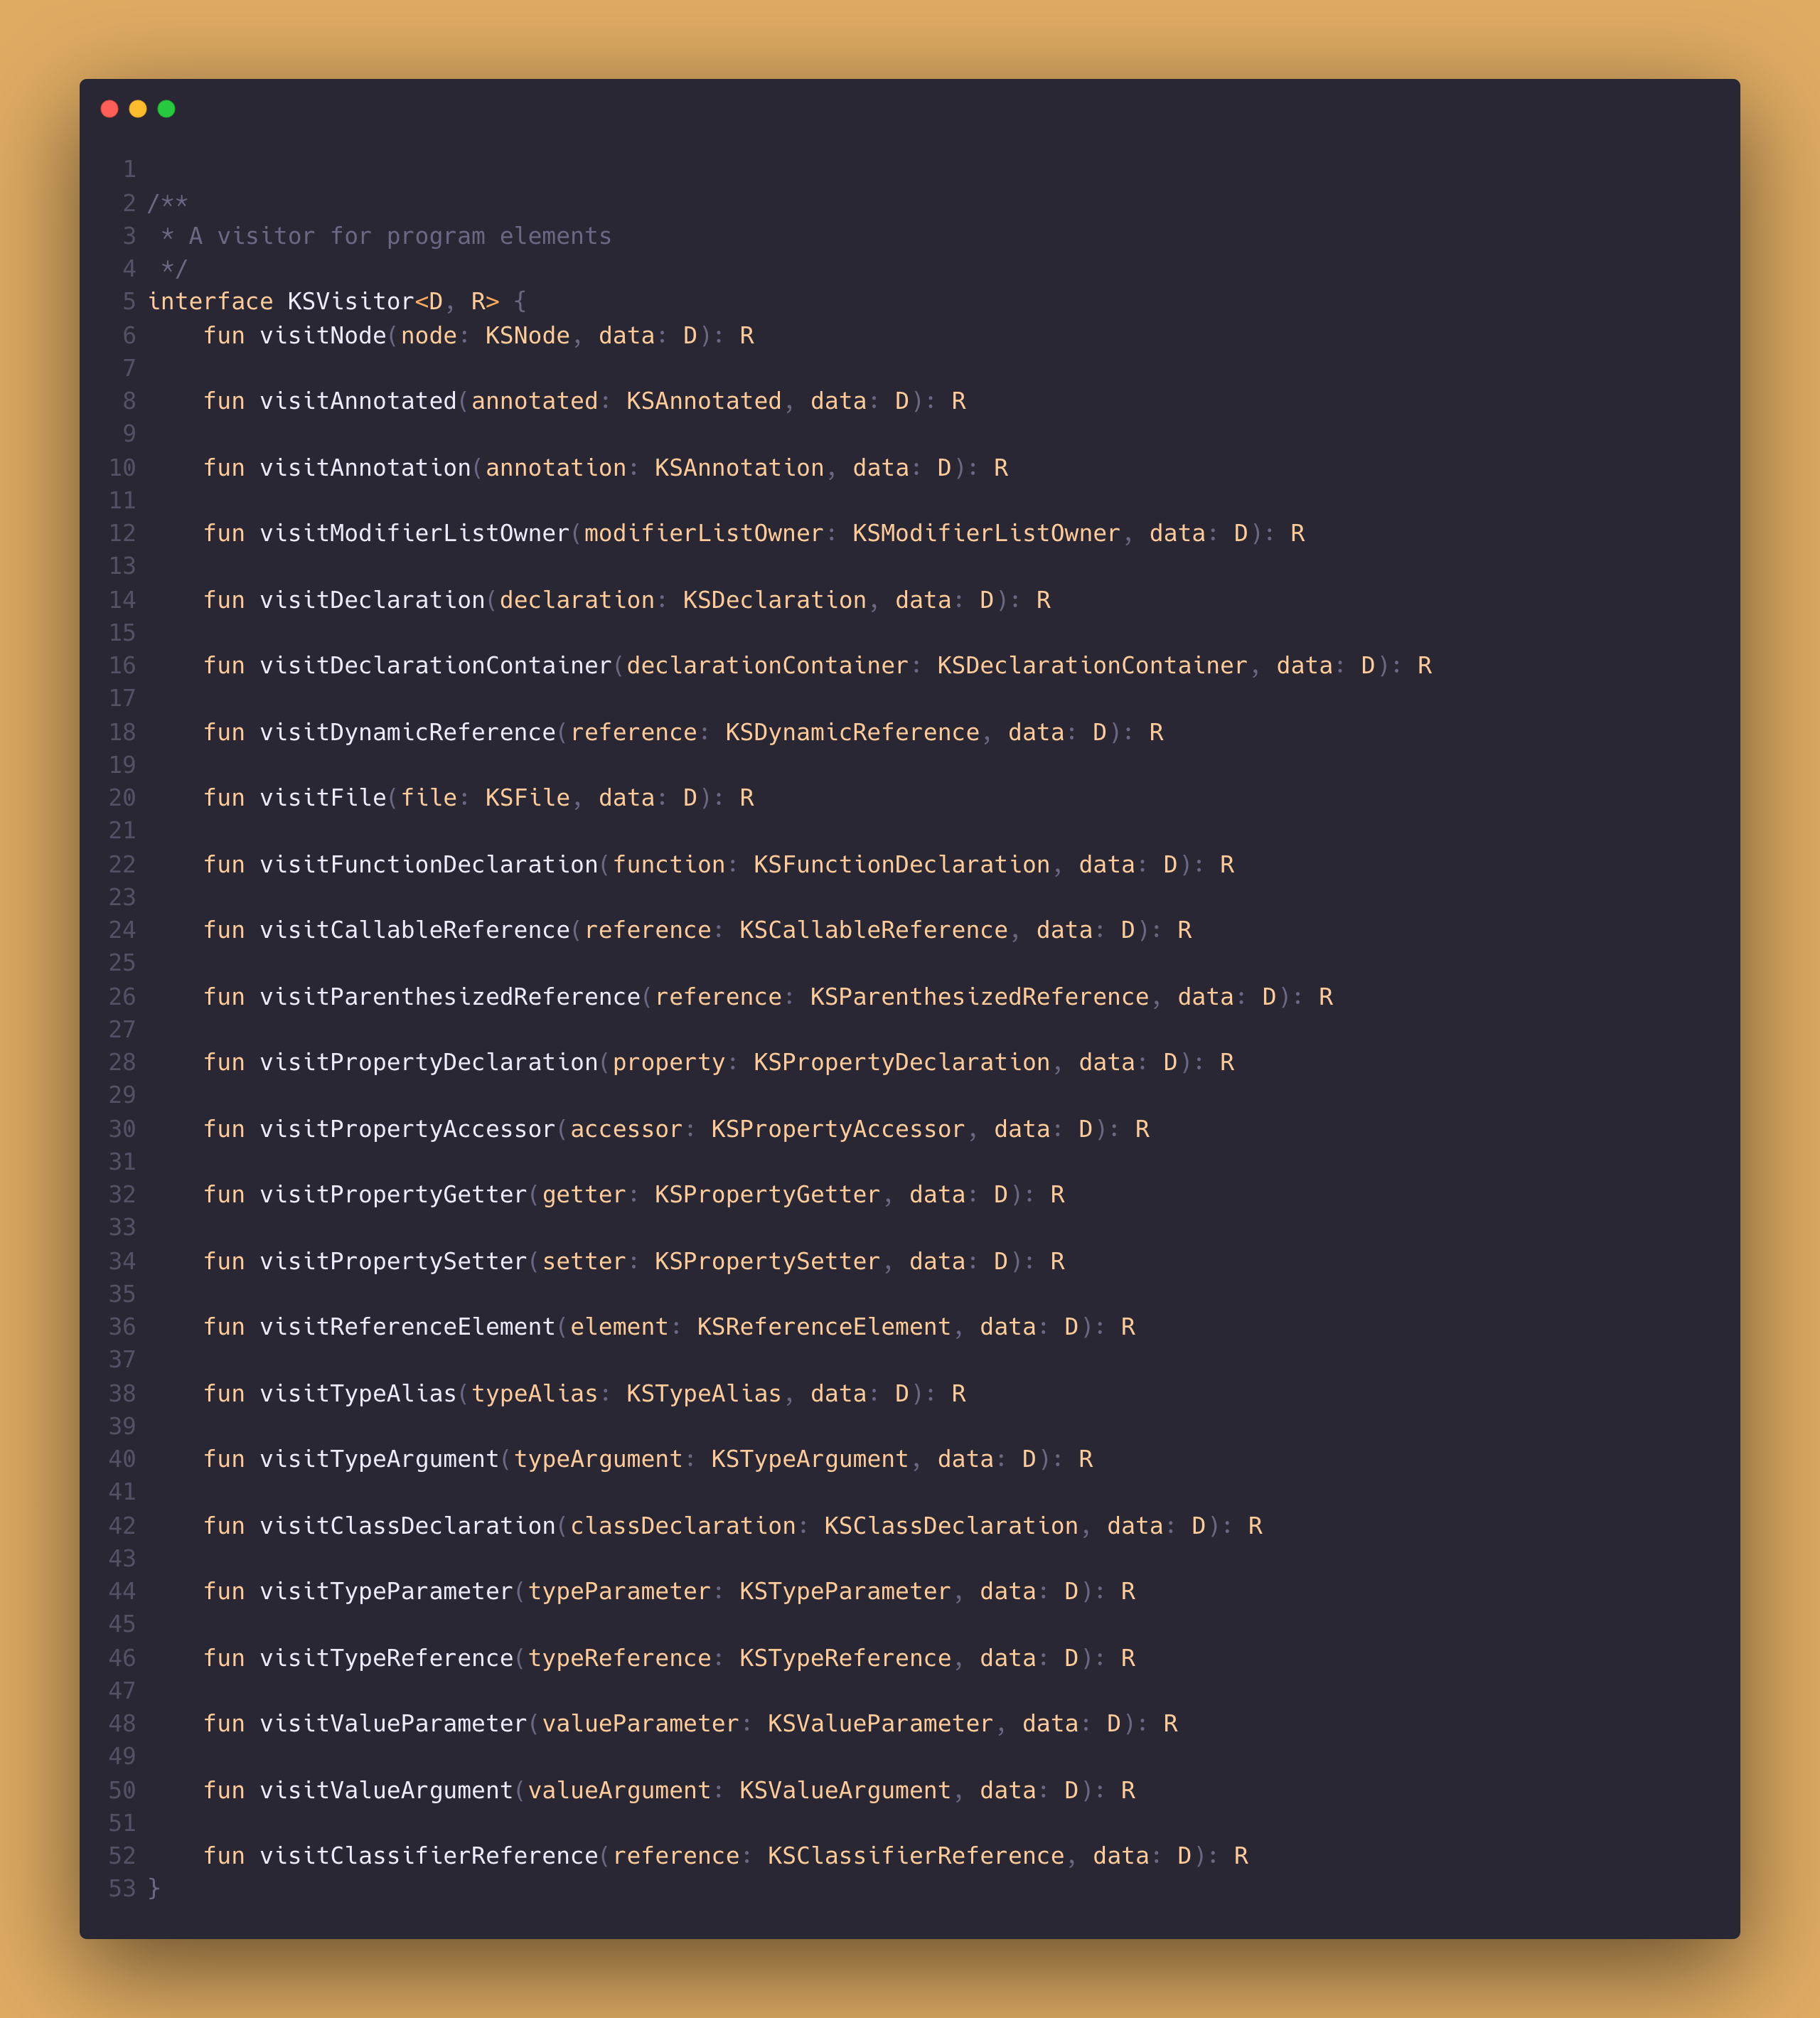 1
2 /**
3  * A visitor for program elements
4  */
5 interface KSVisitor<D, R> {
6     fun visitNode(node: KSNode, data: D): R
7
8     fun visitAnnotated(annotated: KSAnnotated, data: D): R
9
10     fun visitAnnotation(annotation: KSAnnotation, data: D): R
11
12     fun visitModifierListOwner(modifierListOwner: KSModifierListOwner, data: D): R
13
14     fun visitDeclaration(declaration: KSDeclaration, data: D): R
15
16     fun visitDeclarationContainer(declarationContainer: KSDeclarationContainer, data: D): R
17
18     fun visitDynamicReference(reference: KSDynamicReference, data: D): R
19
20     fun visitFile(file: KSFile, data: D): R
21
22     fun visitFunctionDeclaration(function: KSFunctionDeclaration, data: D): R
23
24     fun visitCallableReference(reference: KSCallableReference, data: D): R
25
26     fun visitParenthesizedReference(reference: KSParenthesizedReference, data: D): R
27
28     fun visitPropertyDeclaration(property: KSPropertyDeclaration, data: D): R
29
30     fun visitPropertyAccessor(accessor: KSPropertyAccessor, data: D): R
31
32     fun visitPropertyGetter(getter: KSPropertyGetter, data: D): R
33
34     fun visitPropertySetter(setter: KSPropertySetter, data: D): R
35
36     fun visitReferenceElement(element: KSReferenceElement, data: D): R
37
38     fun visitTypeAlias(typeAlias: KSTypeAlias, data: D): R
39
40     fun visitTypeArgument(typeArgument: KSTypeArgument, data: D): R
41
42     fun visitClassDeclaration(classDeclaration: KSClassDeclaration, data: D): R
43
44     fun visitTypeParameter(typeParameter: KSTypeParameter, data: D): R
45
46     fun visitTypeReference(typeReference: KSTypeReference, data: D): R
47
48     fun visitValueParameter(valueParameter: KSValueParameter, data: D): R
49
50     fun visitValueArgument(valueArgument: KSValueArgument, data: D): R
51
52     fun visitClassifierReference(reference: KSClassifierReference, data: D): R
53 }